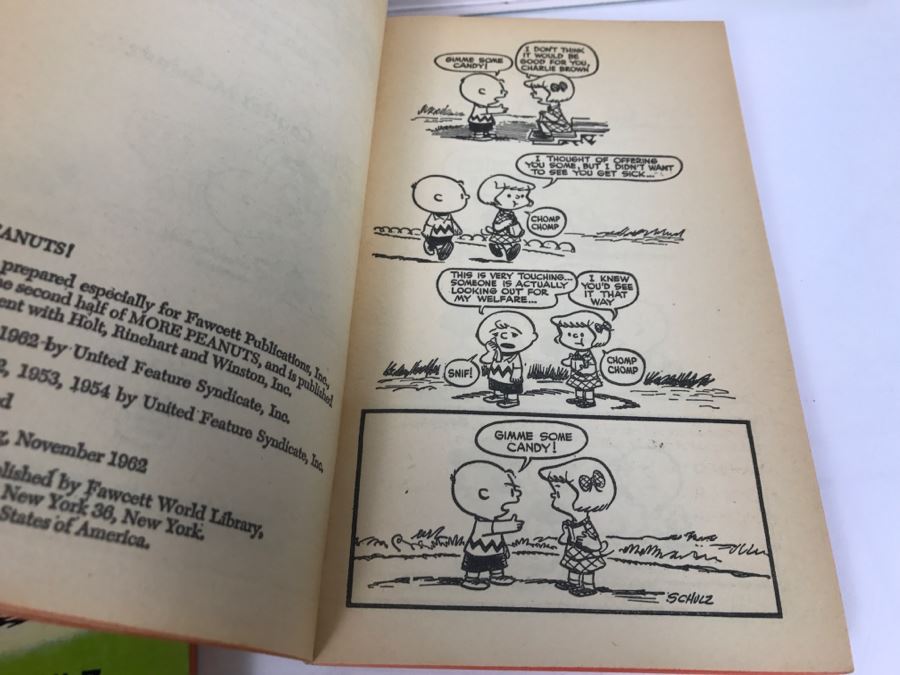 PEANUTS!
prepared especially for Fawcett Publications, Inc.,
second half of MORE PEANUTS, and is published
with Holt, Rinehart and Winston, Inc.
1962 by United Feature Syndicate, Inc.
1953, 1954 by United Feature Syndicate, Inc.
November 1962
by Fawcett World Library,
New York 36, New York.
States of America.
GIMME SOME
CANDY!
I DON'T THINK
IT WOULD BE
GOOD FOR YOU,
CHARLIE BROWN
I THOUGHT OF OFFERING
YOU SOME, BUT I DIDN'T WANT
TO SEE YOU GET SICK...
CHOMP
CHOMP
THIS IS VERY TOUCHING...
SOMEONE IS ACTUALLY
LOOKING OUT FOR
MY WELFARE...
SNIF!
I KNEW
YOU'D SEE
IT THAT
WAY
CHOMP
CHOMP
GIMME SOME
CANDY!
SCHULZ